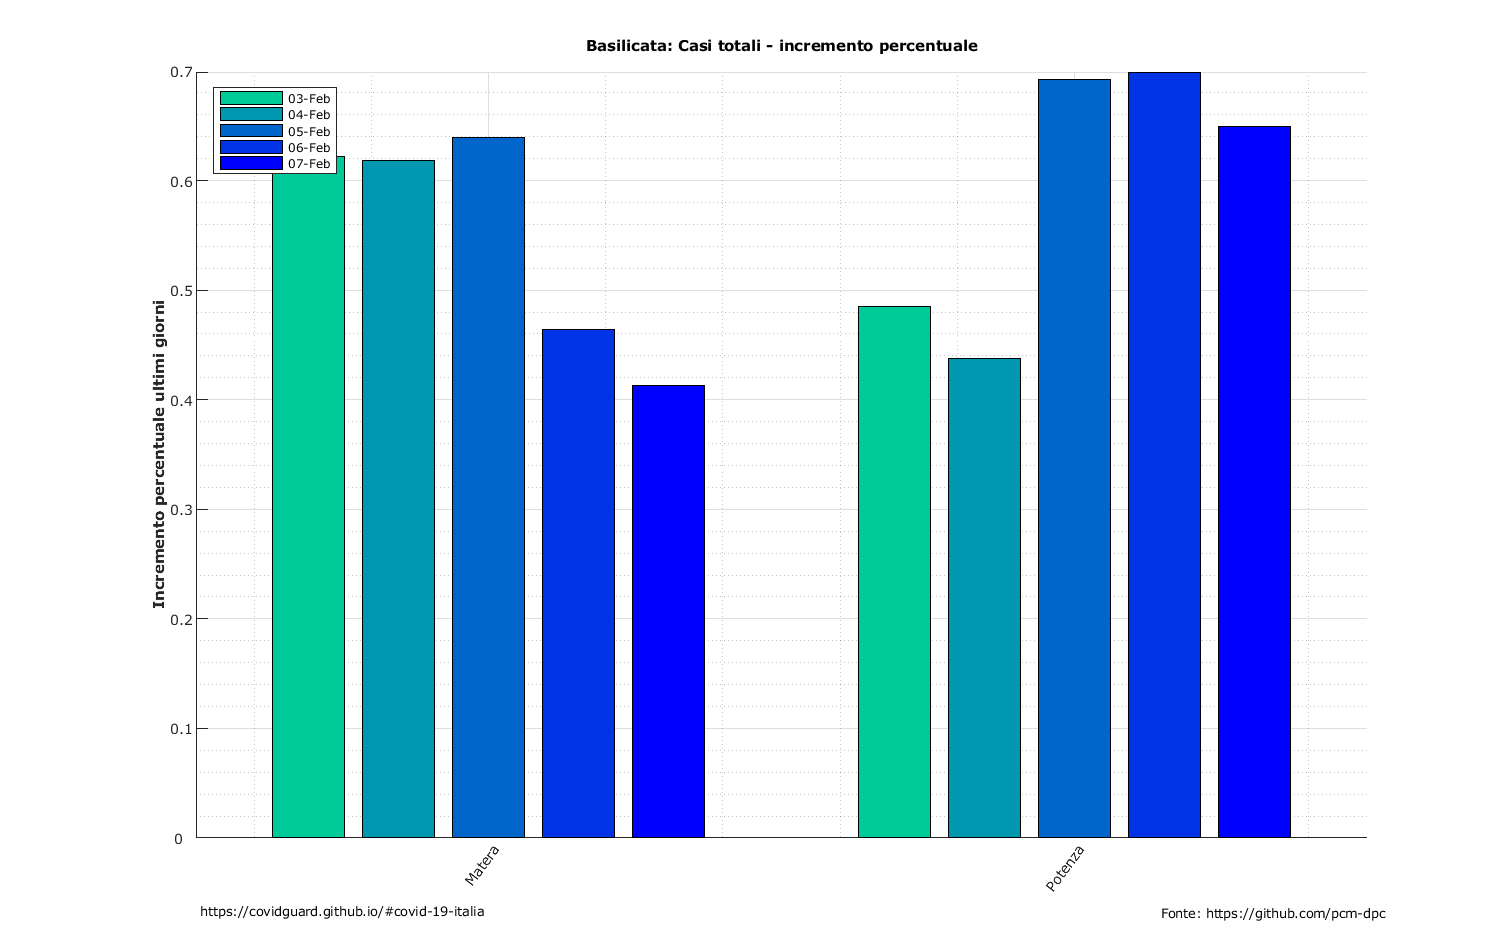 Basilicata: Casi totali - incremento percentuale
Incremento percentuale ultimi giorni
0.7
0.6
0.5
0.4
0.3
0.2
0.1
0
03-Feb
04-Feb
05-Feb
06-Feb
07-Feb
Matera
Potenza
https://covidguard.github.io/#covid-19-italia
Fonte: https://github.com/pcm-dpc